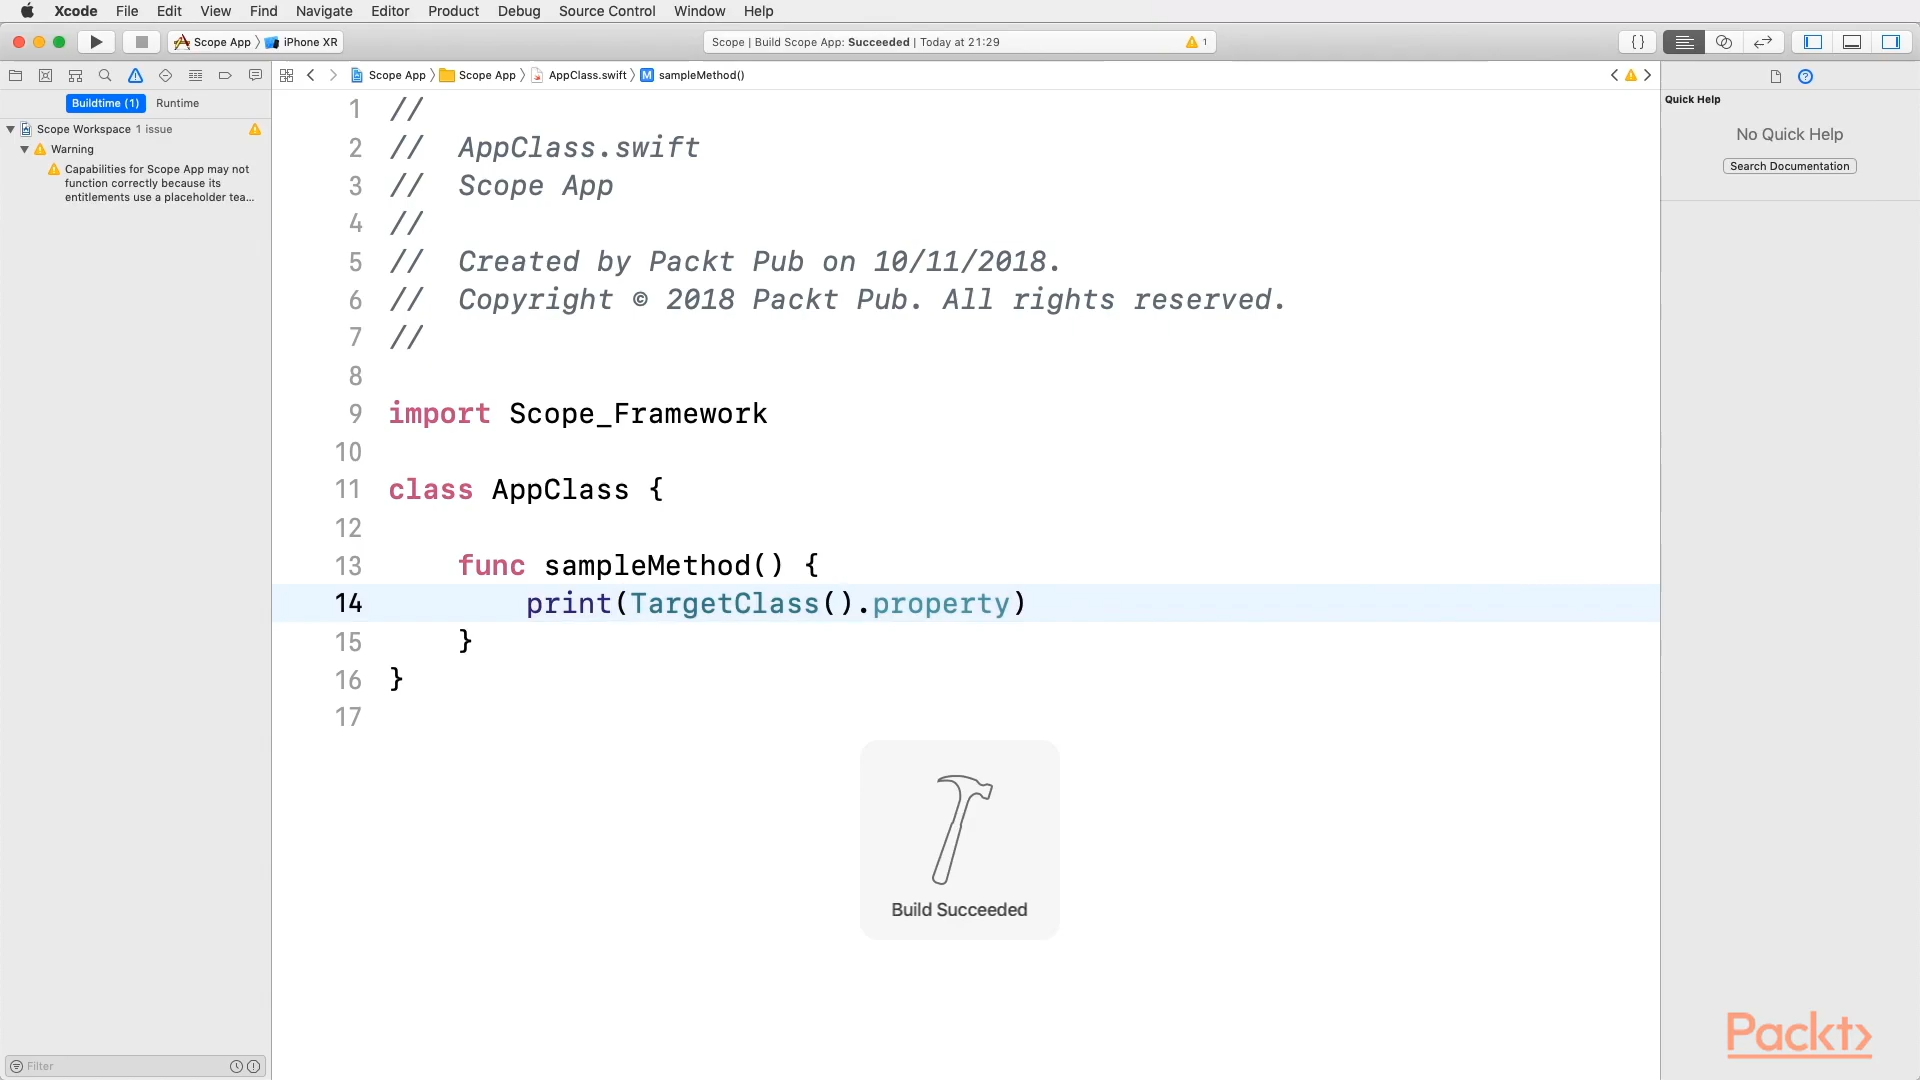 Xcode File Edit View Find Navigate Editor Product Debug Source Control Window Help
Scope App iPhone XR
Scope | Build Scope App: Succeeded | Today at 21:29
1
{ }
Scope App Scope App AppClass.swift M sampleMethod()
Buildtime (1) Runtime
Quick Help
Scope Workspace 1 issue
No Quick Help
Warning
Search Documentation
Capabilities for Scope App may not
function correctly because its
entitlements use a placeholder tea...
1 //
2 //  AppClass.swift
3 //  Scope App
4 //
5 //  Created by Packt Pub on 10/11/2018.
6 //  Copyright © 2018 Packt Pub. All rights reserved.
7 //
8
9 import Scope_Framework
10
11 class AppClass {
12
13     func sampleMethod() {
14         print(TargetClass().property)
15     }
16 }
17
Build Succeeded
Packt>
Filter